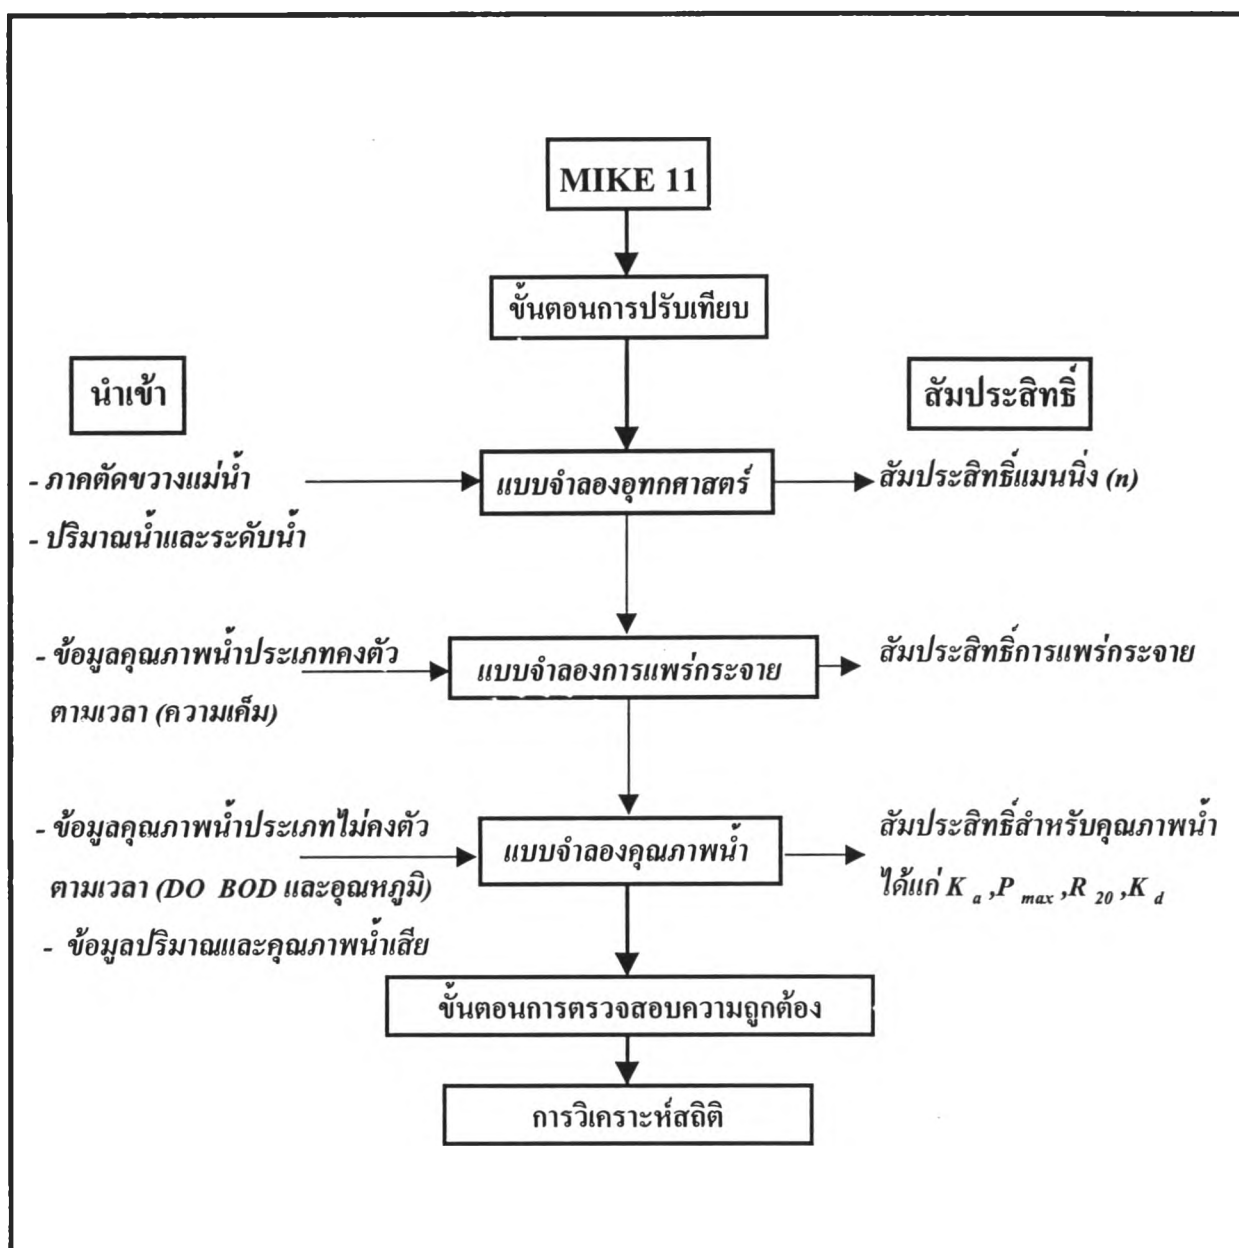 MIKE 11
ขั้นตอนการปรับเทียบ
นำเข้า
สัมประสิทธิ์
- ภาคตัดขวางแม่น้ำ
แบบจำลองอุทกศาสตร์
สัมประสิทธิ์แมนนิ่ง (n)
- ปริมาณน้ำและระดับน้ำ
- ข้อมูลคุณภาพน้ำประเภทคงตัว
แบบจำลองการแพร่กระจาย
สัมประสิทธิ์การแพร่กระจาย
ตามเวลา (ความเค็ม)
- ข้อมูลคุณภาพน้ำประเภทไม่คงตัว
แบบจำลองคุณภาพน้ำ
สัมประสิทธิ์สำหรับคุณภาพน้ำ
ตามเวลา (DO BOD และอุณหภูมิ)
ได้แก่ K a ,P max ,R 20 ,K d
- ข้อมูลปริมาณและคุณภาพน้ำเสีย
ขั้นตอนการตรวจสอบความถูกต้อง
การวิเคราะห์สถิติ